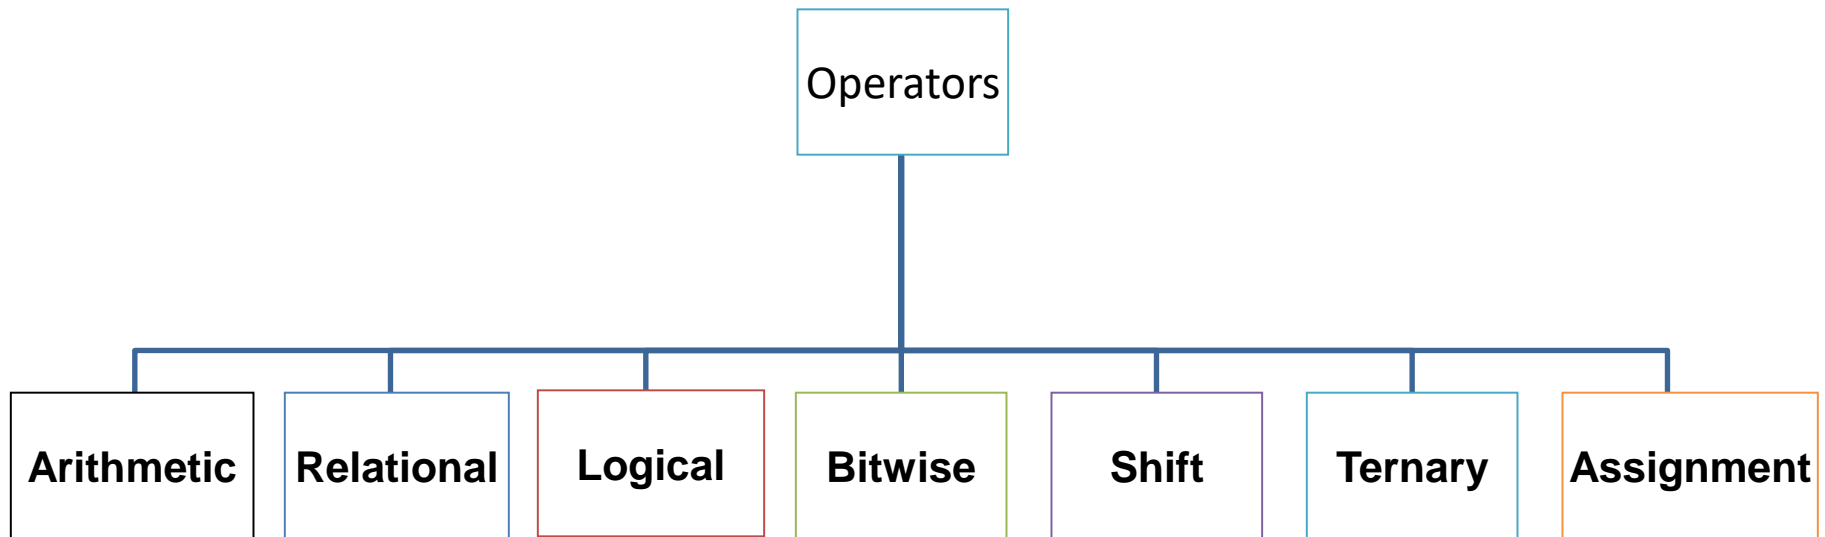 Operators
Arithmetic
Relational
Logical
Bitwise
Shift
Ternary
Assignment